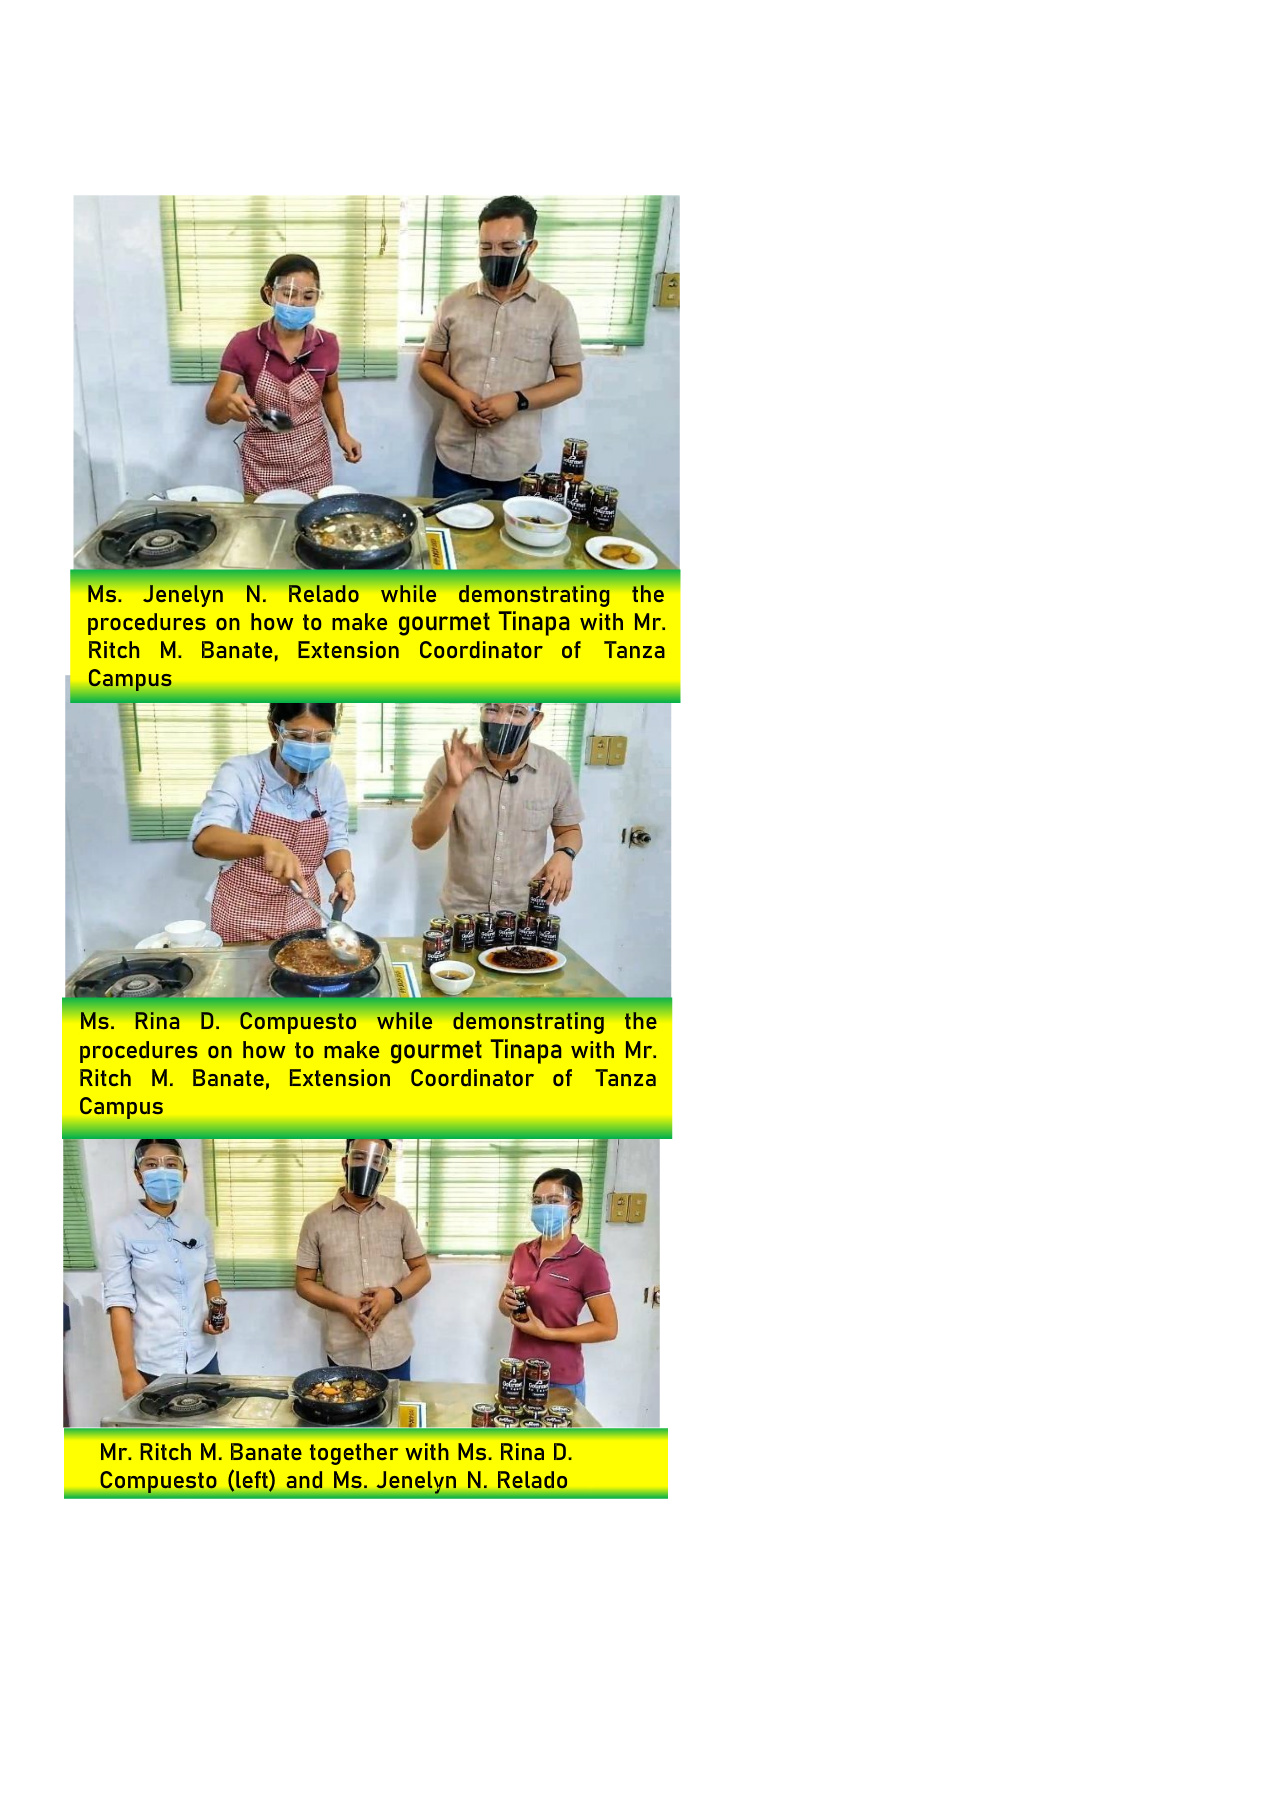 Ms. Jenelyn N. Relado while demonstrating the
procedures on how to make gourmet Tinapa with Mr.
Ritch M. Banate, Extension Coordinator of Tanza
Campus
Ms. Rina D. Compuesto while demonstrating the
procedures on how to make gourmet Tinapa with Mr.
Ritch M. Banate, Extension Coordinator of Tanza
Campus
Gourmet
Mr. Ritch M. Banate together with Ms. Rina D.
Compuesto (left) and Ms. Jenelyn N. Relado